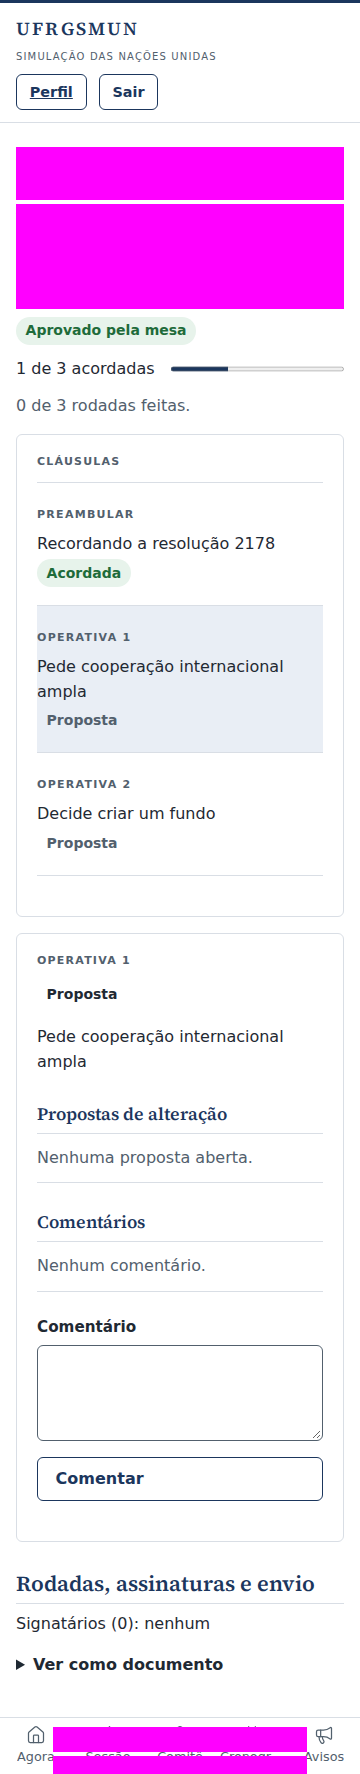 UFRGSMUN
SIMULAÇÃO DAS NAÇÕES UNIDAS
Perfil Sair
Aprovado pela mesa
1 de 3 acordadas
0 de 3 rodadas feitas.
CLÁUSULAS
PREAMBULAR
Recordando a resolução 2178
Acordada
OPERATIVA 1
Pede cooperação internacional
ampla
Proposta
OPERATIVA 2
Decide criar um fundo
Proposta
OPERATIVA 1
Proposta
Pede cooperação internacional
ampla
Propostas de alteração
Nenhuma proposta aberta.
Comentários
Nenhum comentário.
Comentário
Comentar
Rodadas, assinaturas e envio
Signatários (0): nenhum
Ver como documento
Agora Avisos